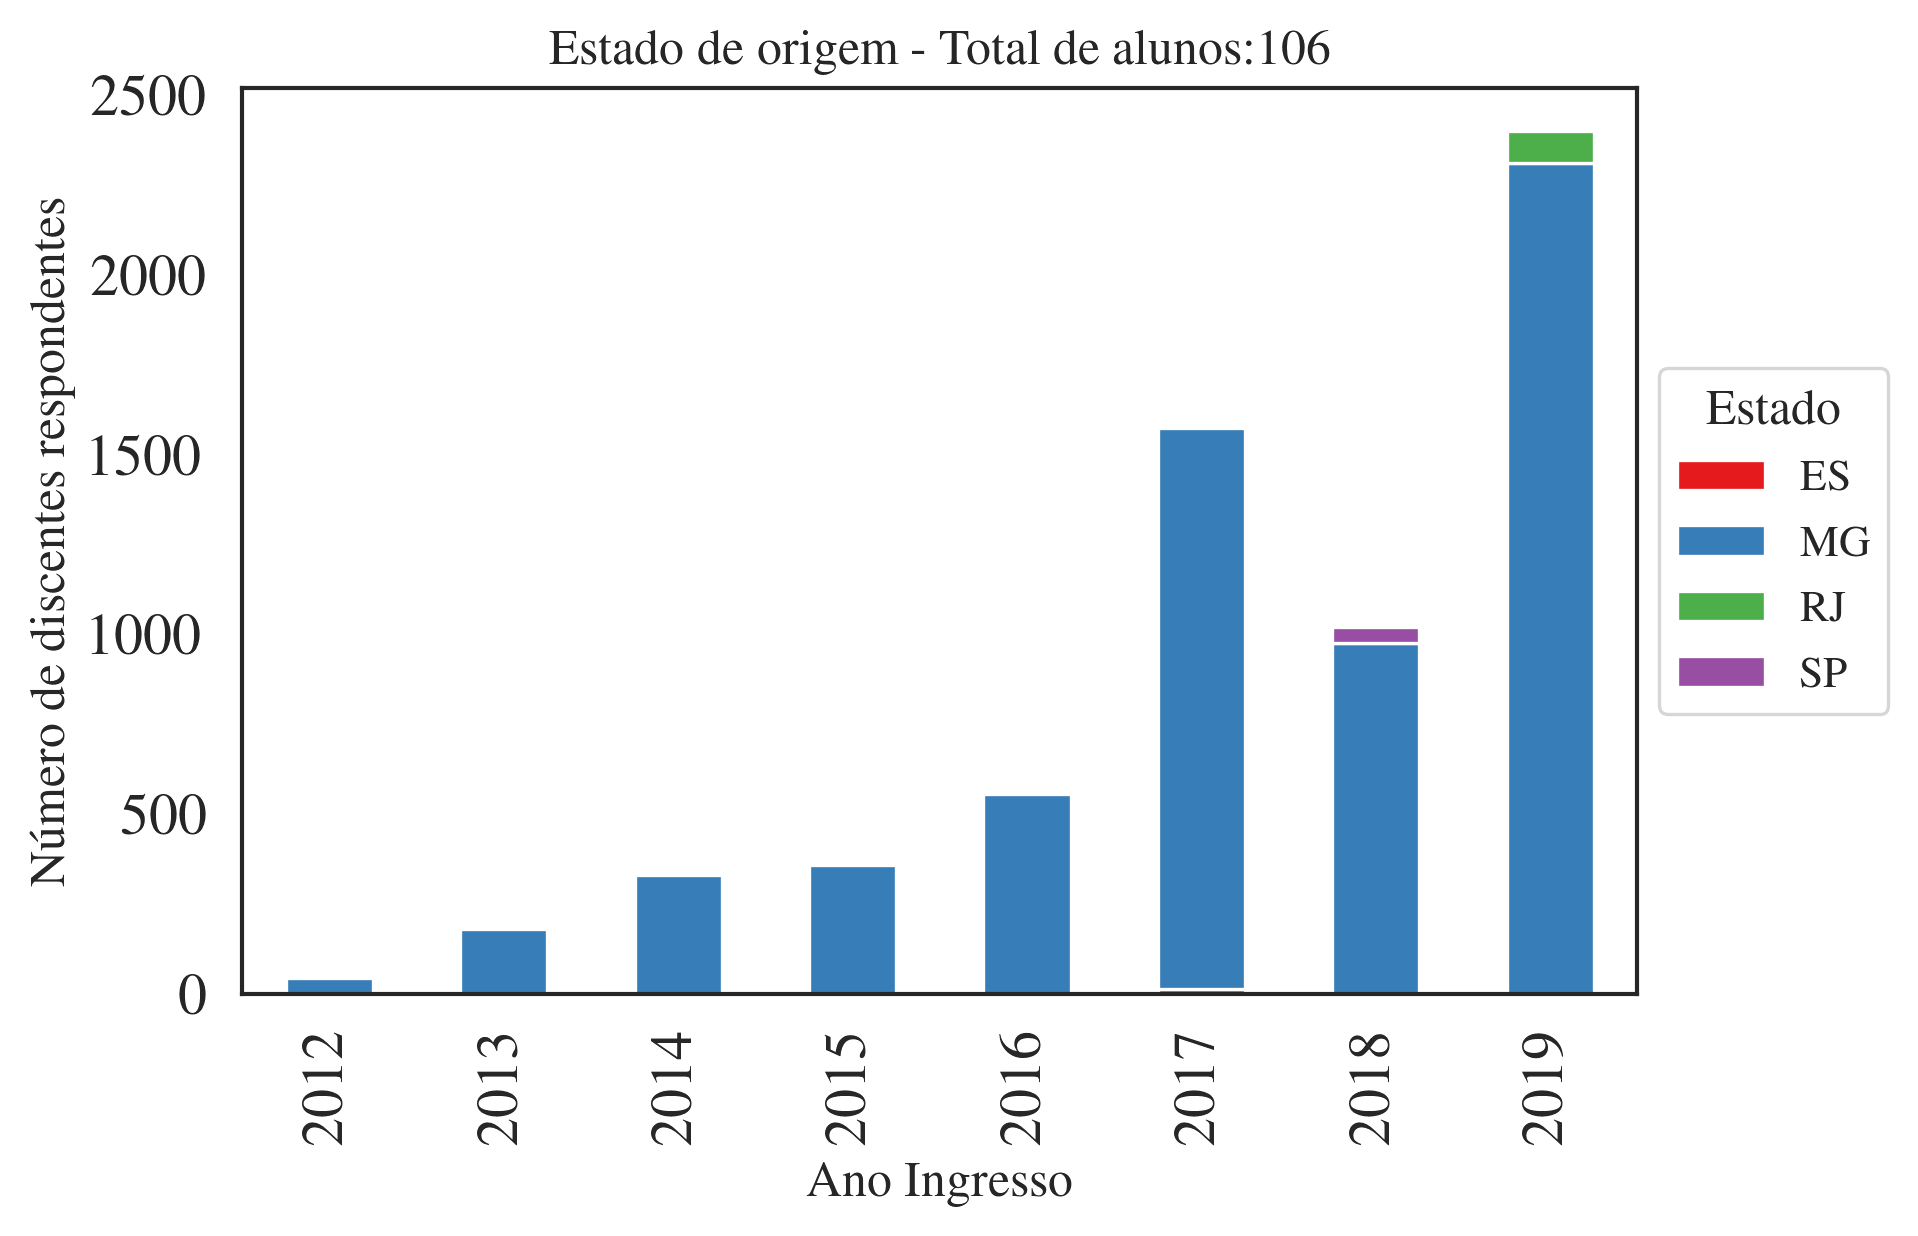 Estado de origem - Total de alunos:106
2500
2000
1500
1000
500
0
Número de discentes respondentes
2012
2013
2014
2015
2016
2017
2018
2019
Ano Ingresso
Estado
ES
MG
RJ
SP